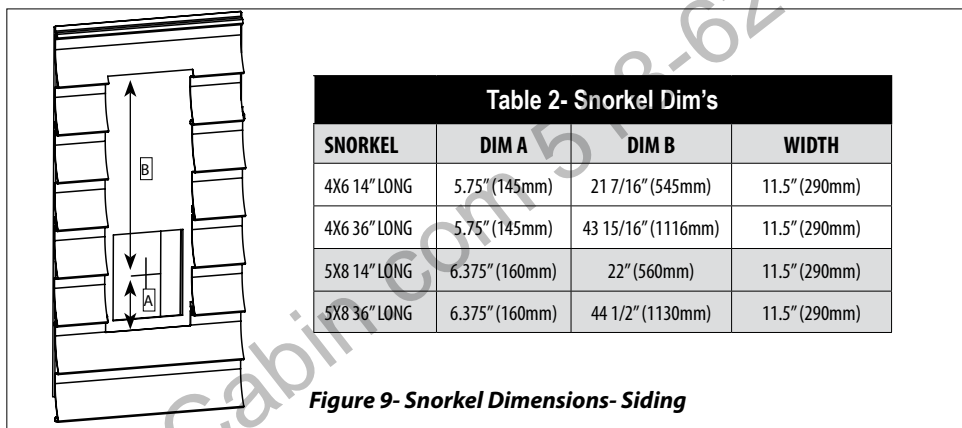 B
A
Table 2- Snorkel Dim's
SNORKEL DIM A DIM B WIDTH
4X6 14" LONG 5.75" (145mm) 21 7/16" (545mm) 11.5" (290mm)
4X6 36" LONG 5.75" (145mm) 43 15/16" (1116mm) 11.5" (290mm)
5X8 14" LONG 6.375" (160mm) 22" (560mm) 11.5" (290mm)
5X8 36" LONG 6.375" (160mm) 44 1/2" (1130mm) 11.5" (290mm)
Figure 9- Snorkel Dimensions- Siding